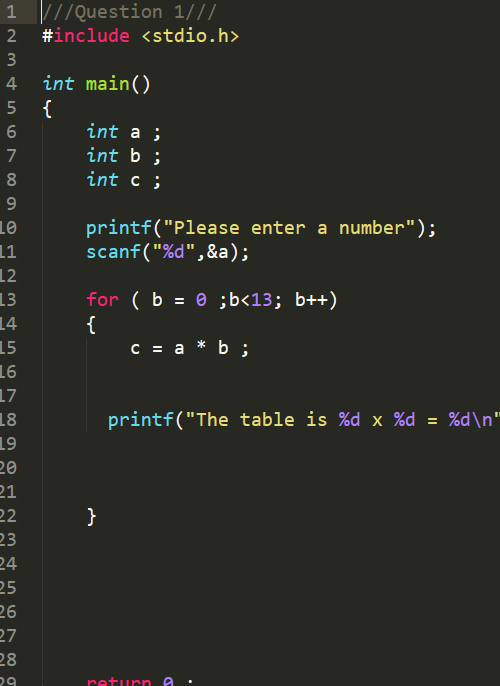 1 ///Question 1///
2 #include <stdio.h>
3
4 int main()
5 {
6 int a ;
7 int b ;
8 int c ;
9
10 printf("Please enter a number");
11 scanf("%d",&a);
12
13 for ( b = 0 ;b<13; b++)
14 {
15 c = a * b ;
16
17
18 printf("The table is %d x %d = %d\n"
19
20
21
22 }
23
24
25
26
27
28
29 return 0 ;